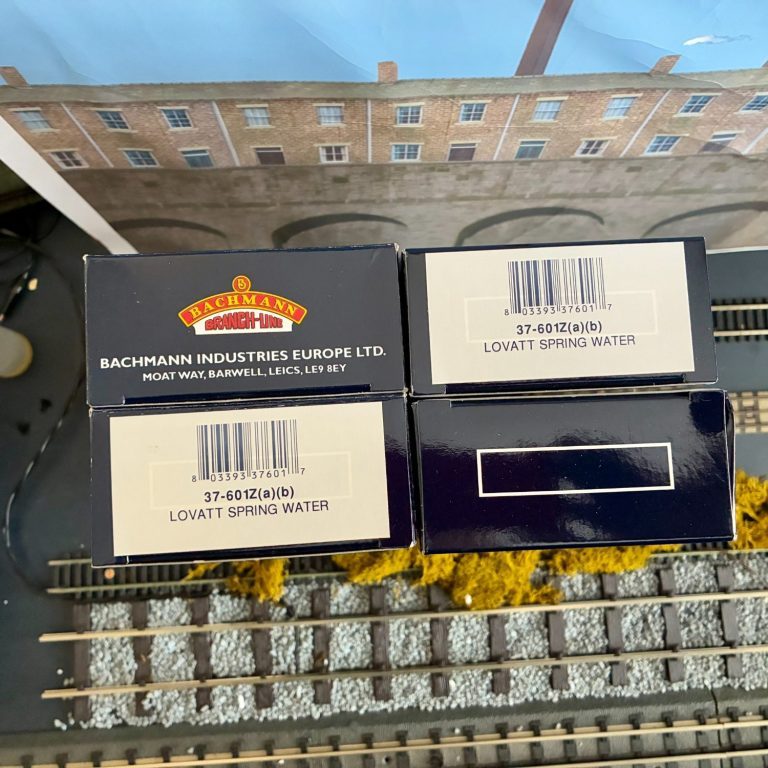 B
BACHMANN
BRANCH-LINE
BACHMANN INDUSTRIES EUROPE LTD.
MOAT WAY, BARWELL, LEICS, LE9 8EY
8 03393 37601 7
37-601Z(a)(b)
LOVATT SPRING WATER
8 03393 37601 7
37-601Z(a)(b)
LOVATT SPRING WATER